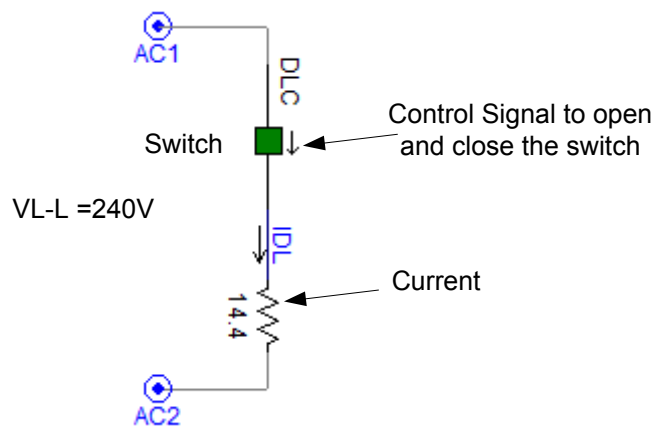 AC1
DLC
Control Signal to open
and close the switch
Switch
VL-L =240V
IDL
Current
14.4
AC2